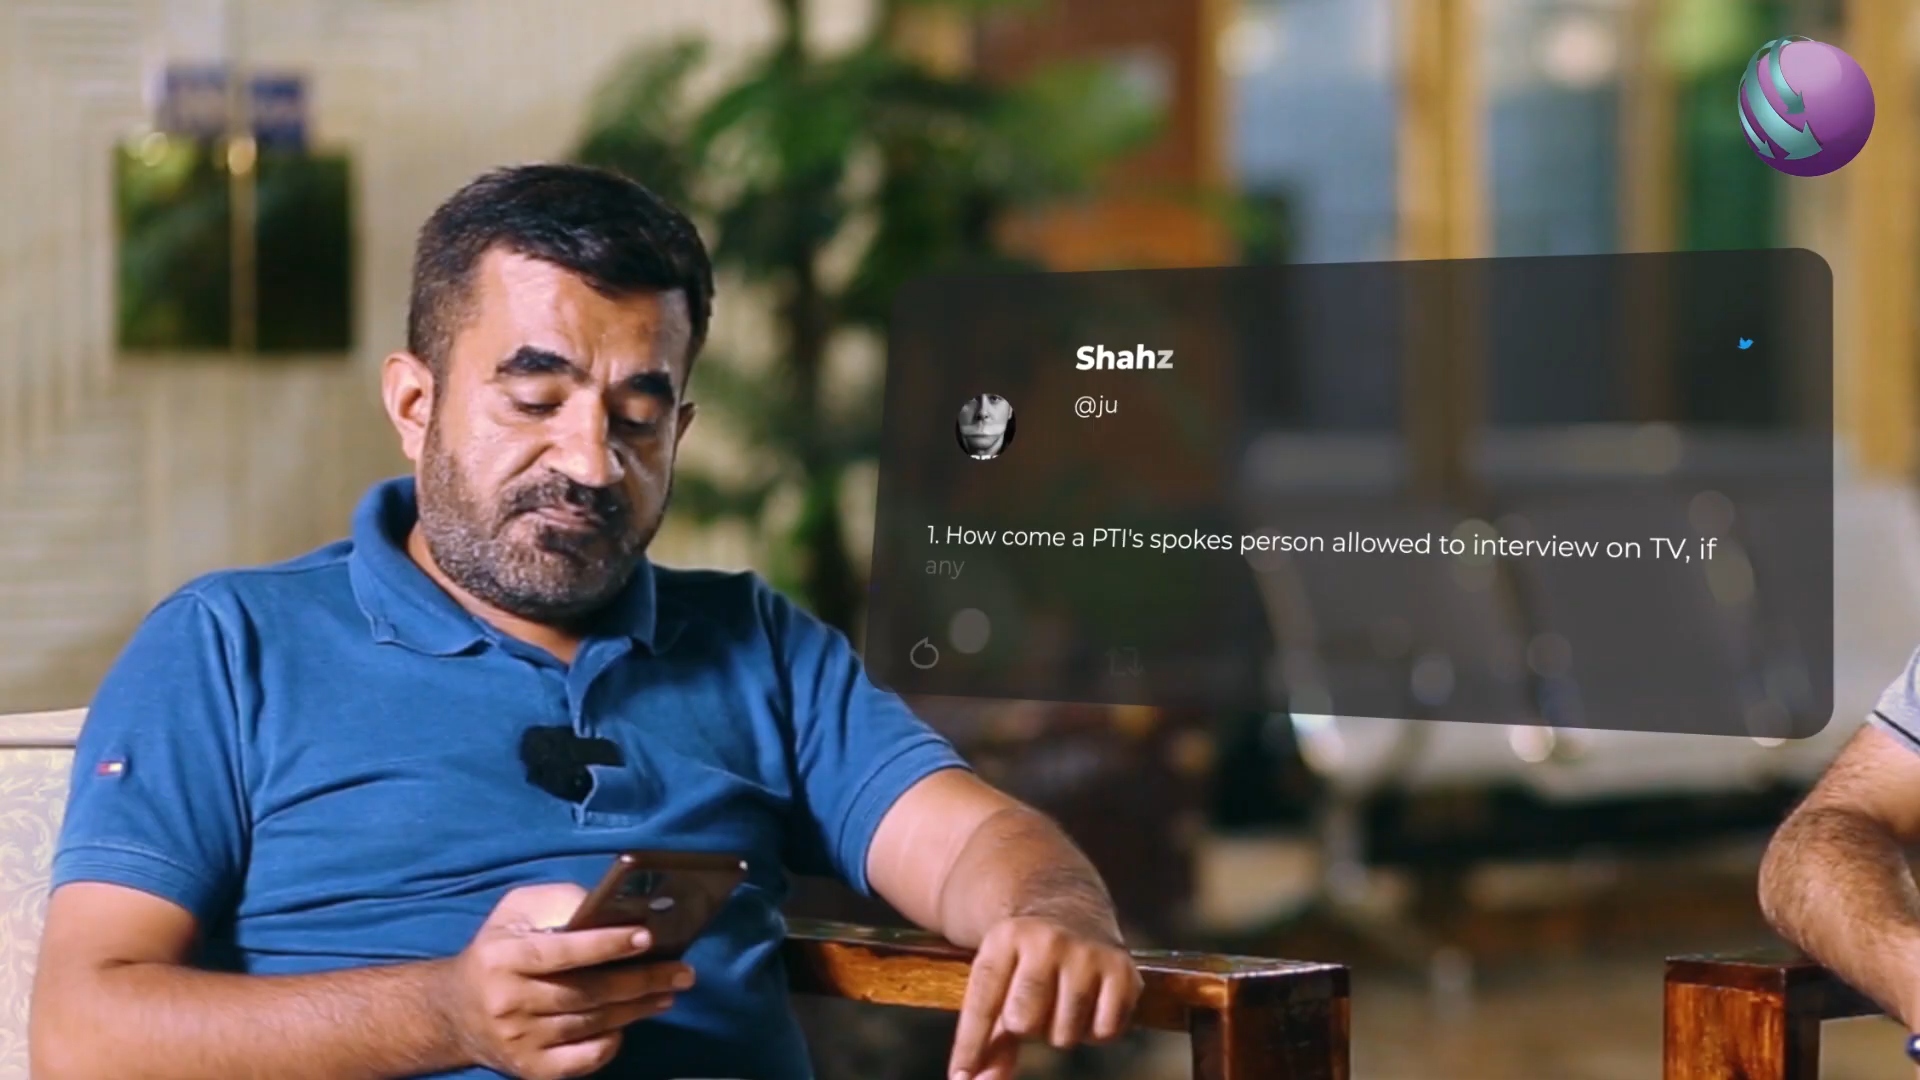 Shahz
@ju
1. How come a PTI's spokes person allowed to interview on TV, if
any